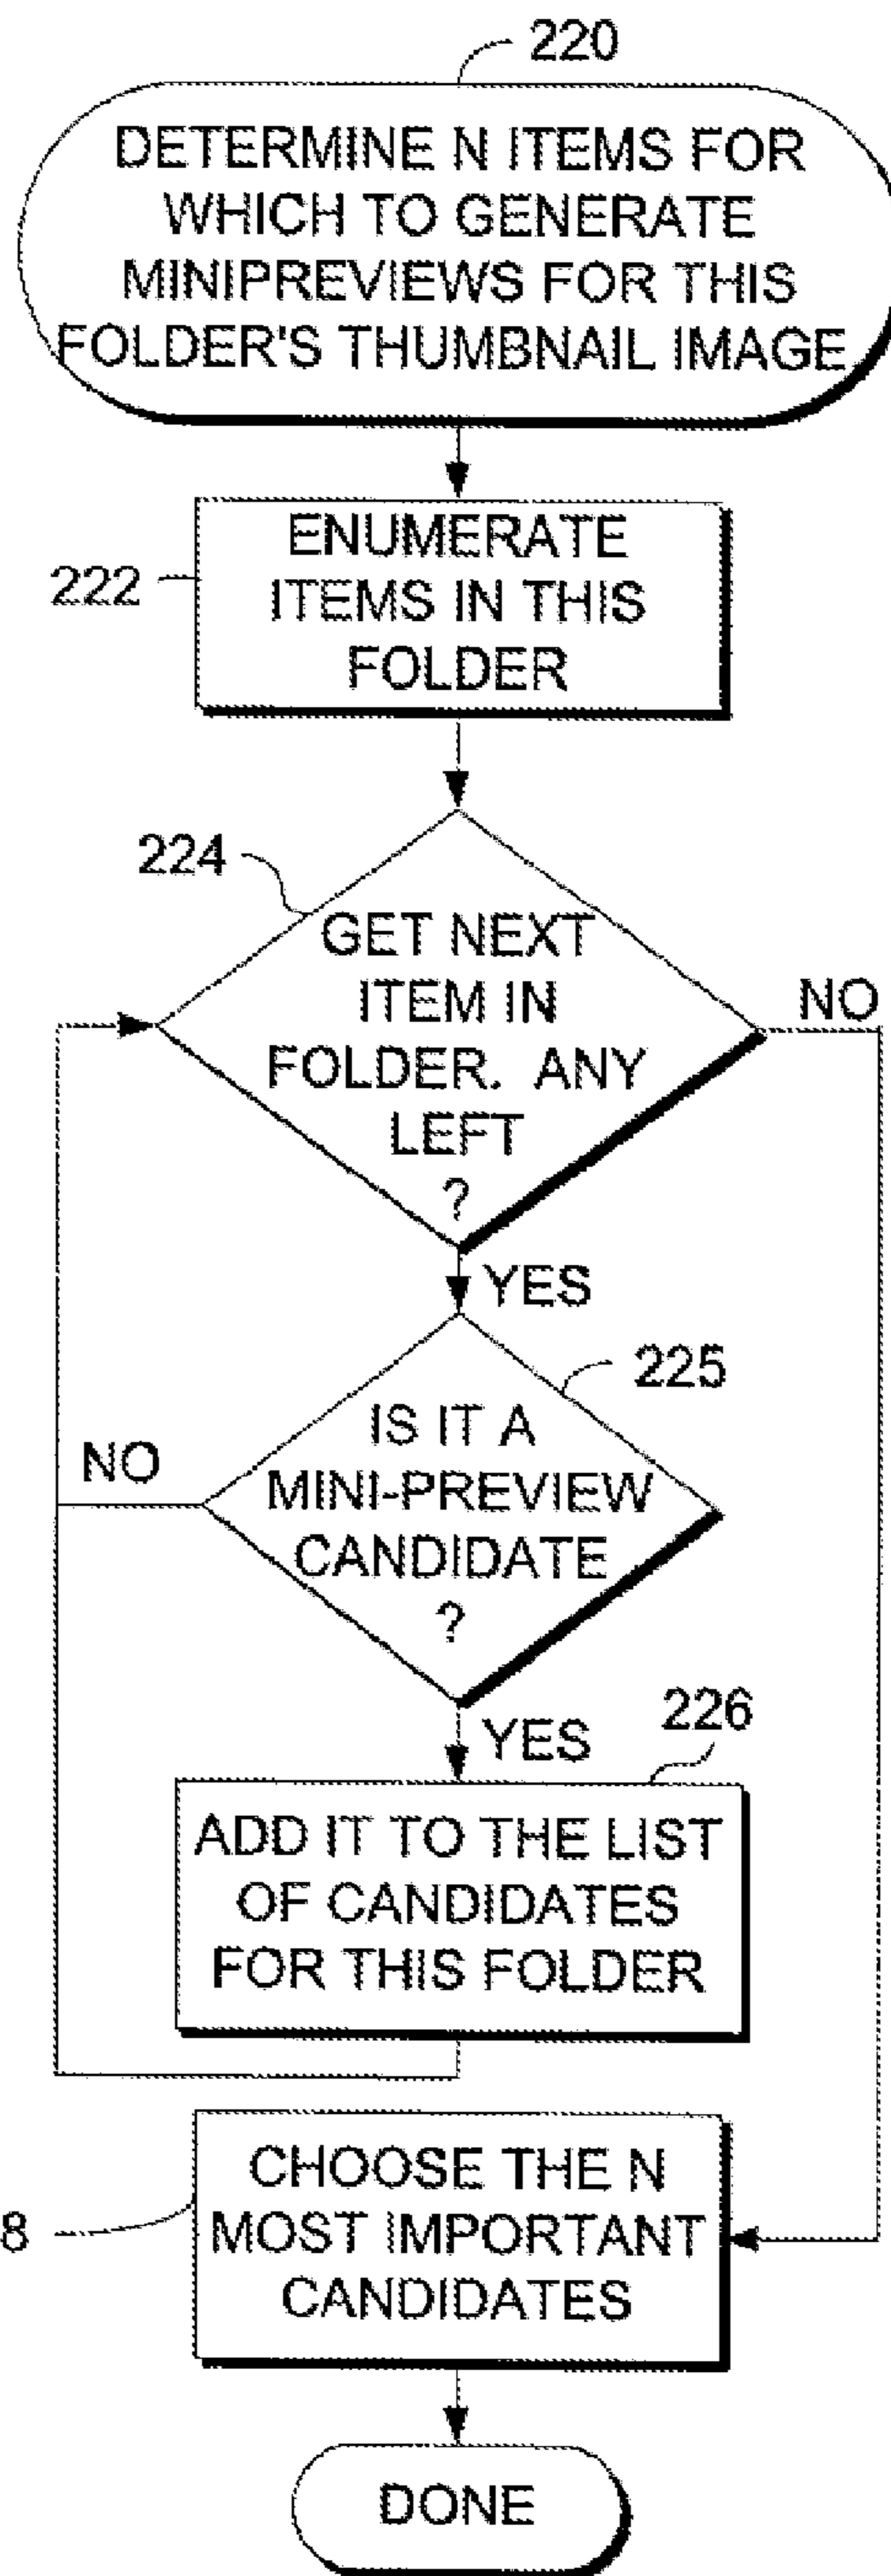 220
DETERMINE N ITEMS FOR
WHICH TO GENERATE
MINIPREVIEWS FOR THIS
FOLDER'S THUMBNAIL IMAGE
ENUMERATE
ITEMS IN THIS
FOLDER
222
224
GET NEXT
ITEM IN
FOLDER. ANY
LEFT
?
NO
YES
225
IS IT A
MINI-PREVIEW
CANDIDATE
?
NO
YES
226
ADD IT TO THE LIST
OF CANDIDATES
FOR THIS FOLDER
8
CHOOSE THE N
MOST IMPORTANT
CANDIDATES
DONE